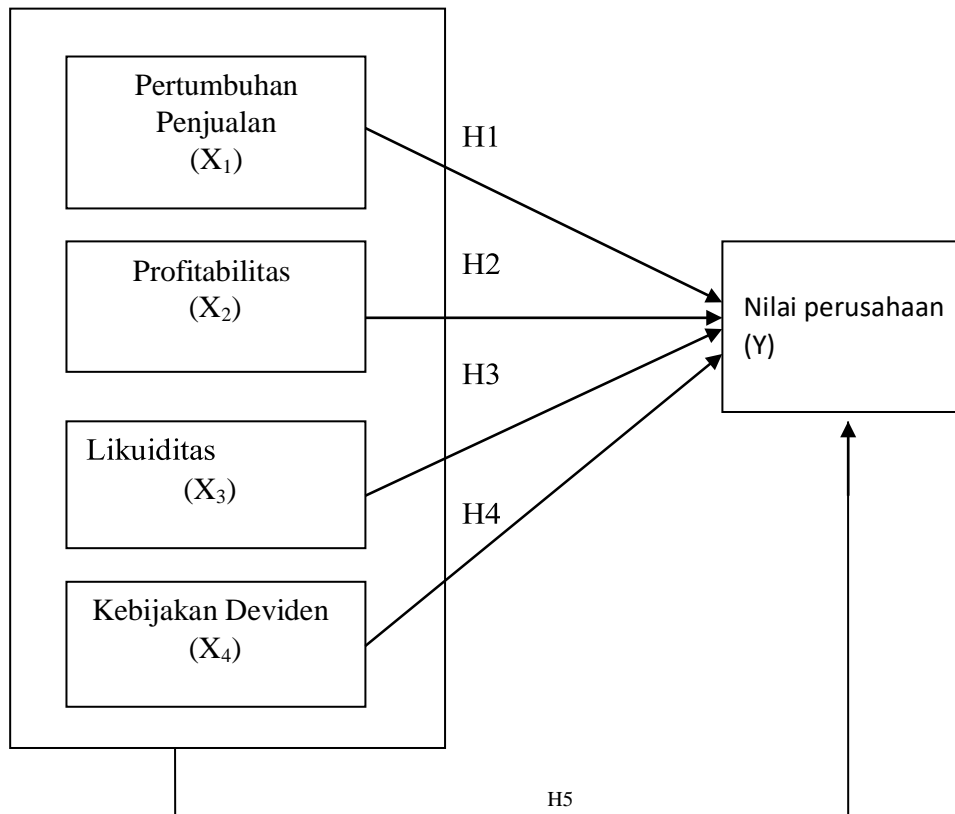 Pertumbuhan
Penjualan
(X₁)
H1
Profitabilitas
(X₂)
H2
Nilai perusahaan
(Y)
H3
Likuiditas
(X₃)
H4
Kebijakan Deviden
(X₄)
H5